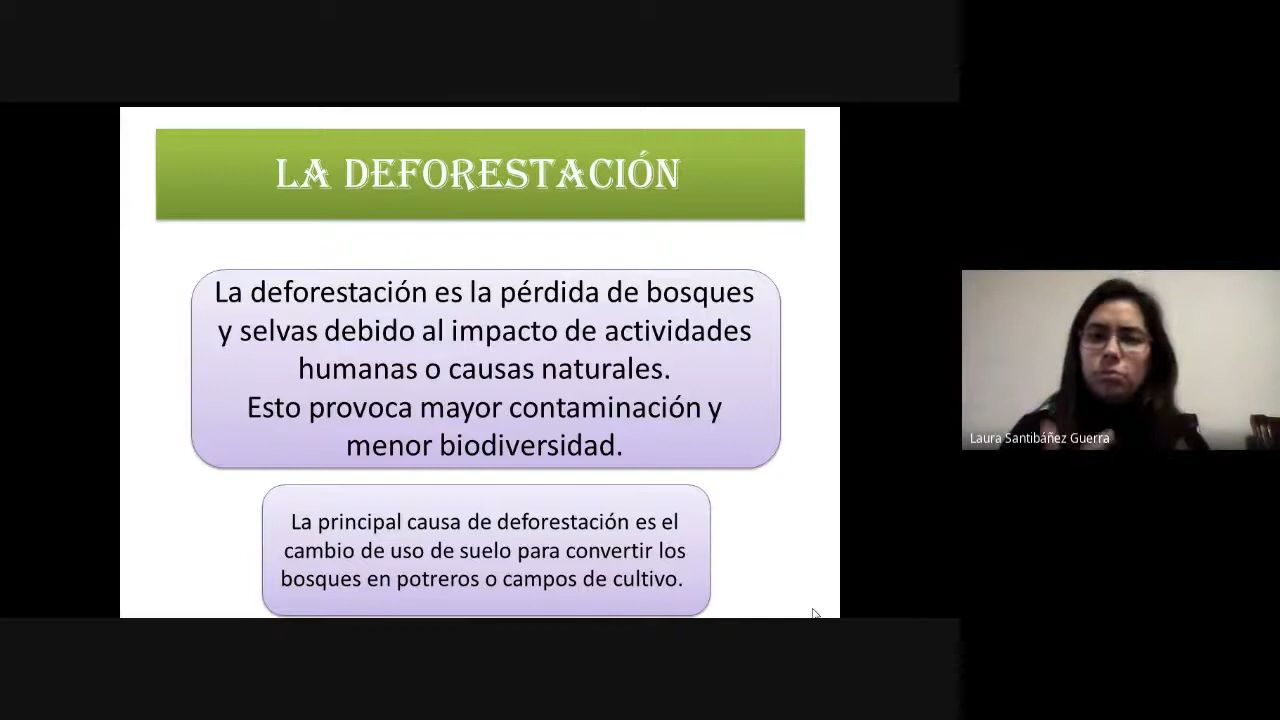 LA DEFORESTACIÓN
La deforestación es la pérdida de bosques
y selvas debido al impacto de actividades
humanas o causas naturales.
Esto provoca mayor contaminación y
menor biodiversidad.
La principal causa de deforestación es el
cambio de uso de suelo para convertir los
bosques en potreros o campos de cultivo.
Laura Santibáñez Guerra